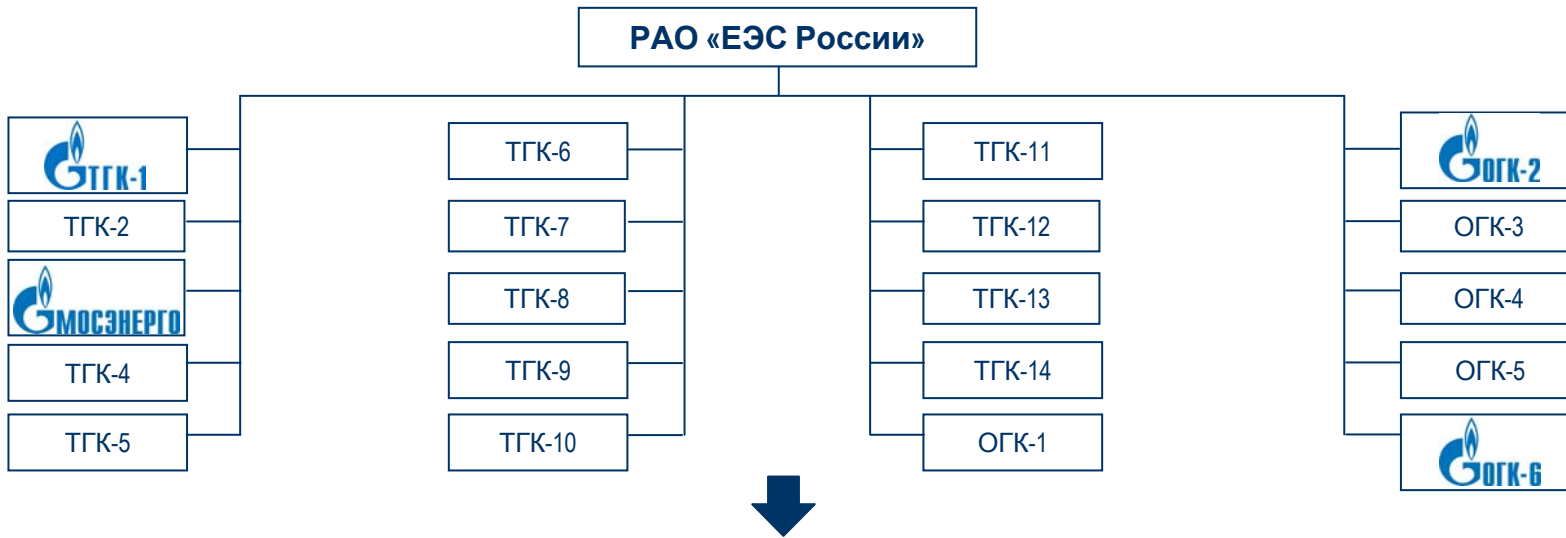 РАО «ЕЭС России»
ТГК-1
ТГК-2
МОСЭНЕРГО
ТГК-4
ТГК-5
ТГК-6
ТГК-7
ТГК-8
ТГК-9
ТГК-10
ТГК-11
ТГК-12
ТГК-13
ТГК-14
ОГК-1
ОГК-2
ОГК-3
ОГК-4
ОГК-5
ОГК-6